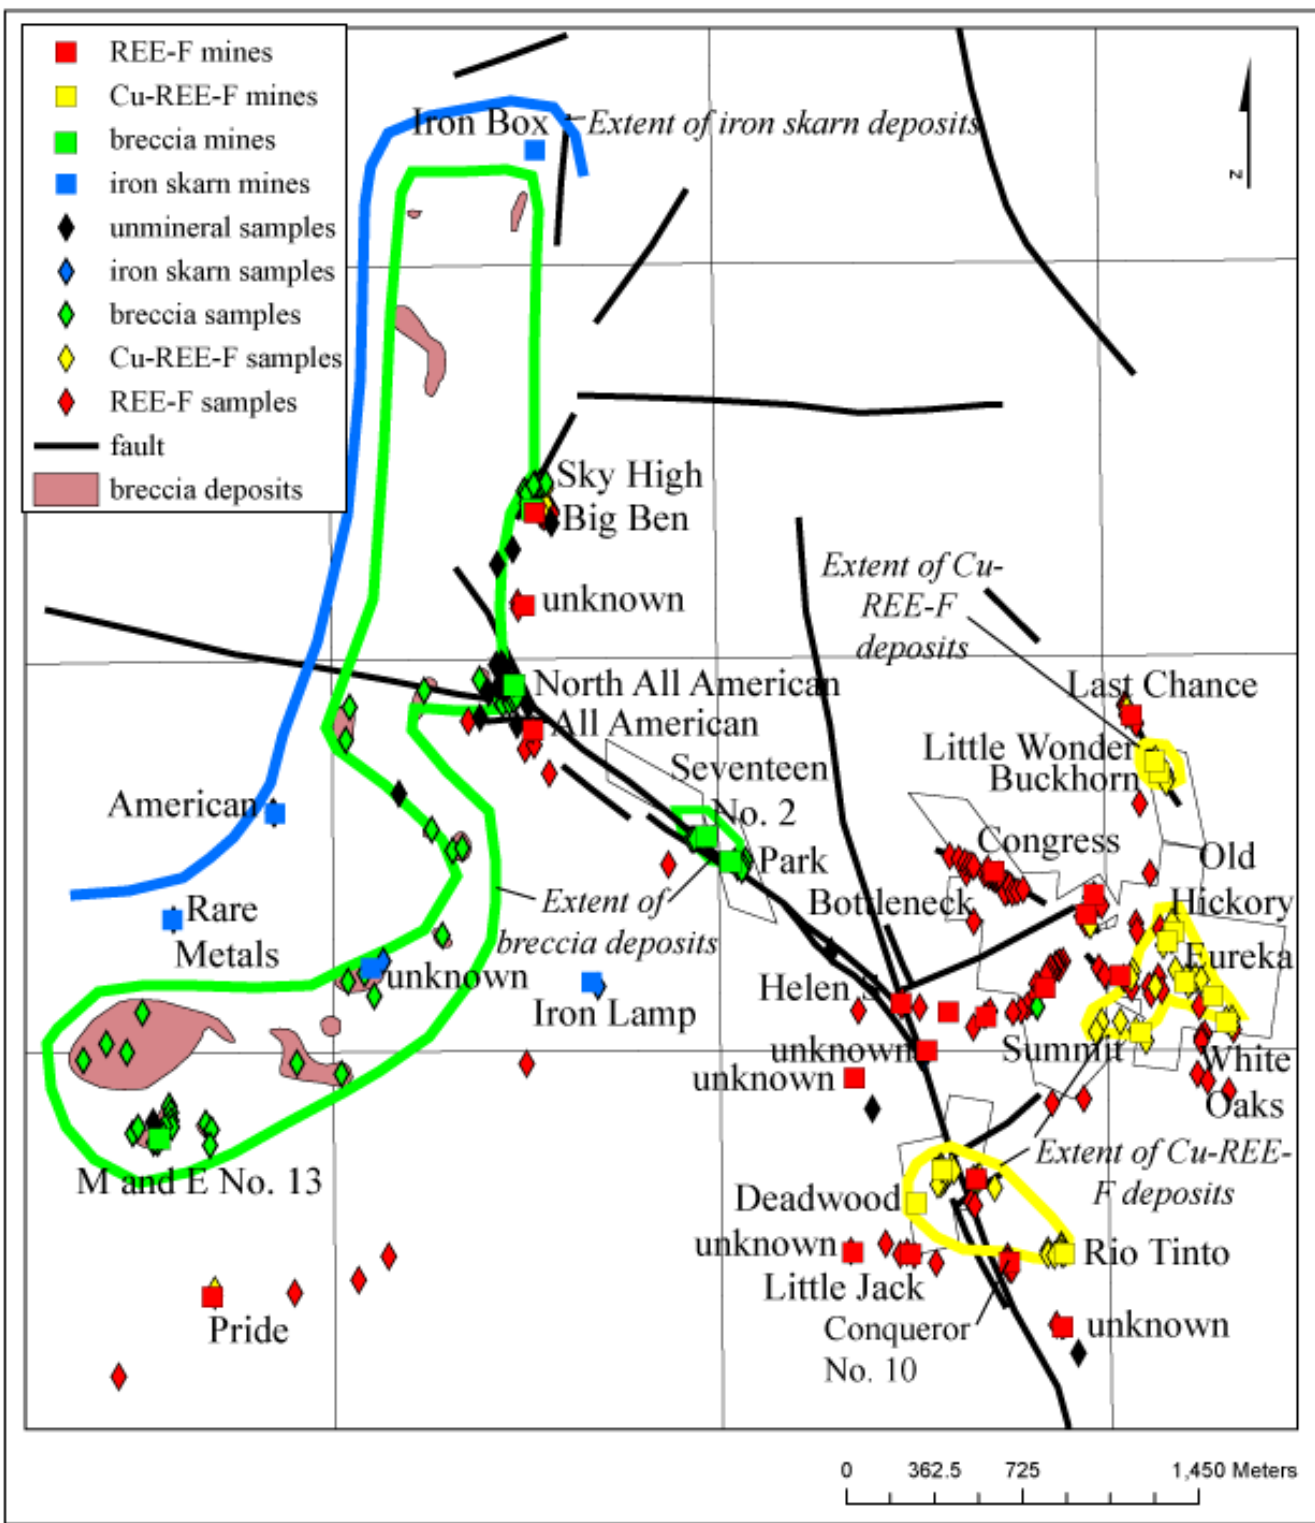 REE-F mines
Cu-REE-F mines
breccia mines
iron skarn mines
unmineral samples
iron skarn samples
breccia samples
Cu-REE-F samples
REE-F samples
fault
breccia deposits
Iron Box
Extent of iron skarn deposits
N
Sky High
Big Ben
unknown
Extent of Cu-
REE-F
deposits
North All American
All American
Last Chance
Little Wonder
Buckhorn
Seventeen
No. 2
American
Park
Congress
Old
Hickory
Bottleneck
Extent of
breccia deposits
Rare
Metals
unknown
Iron Lamp
Eureka
Helen S
Summit
unknown
unknown
White
Oaks
M and E No. 13
Extent of Cu-REE-
F deposits
Deadwood
unknown
Rio Tinto
Little Jack
Pride
Conqueror
No. 10
unknown
0 362.5 725 1,450 Meters